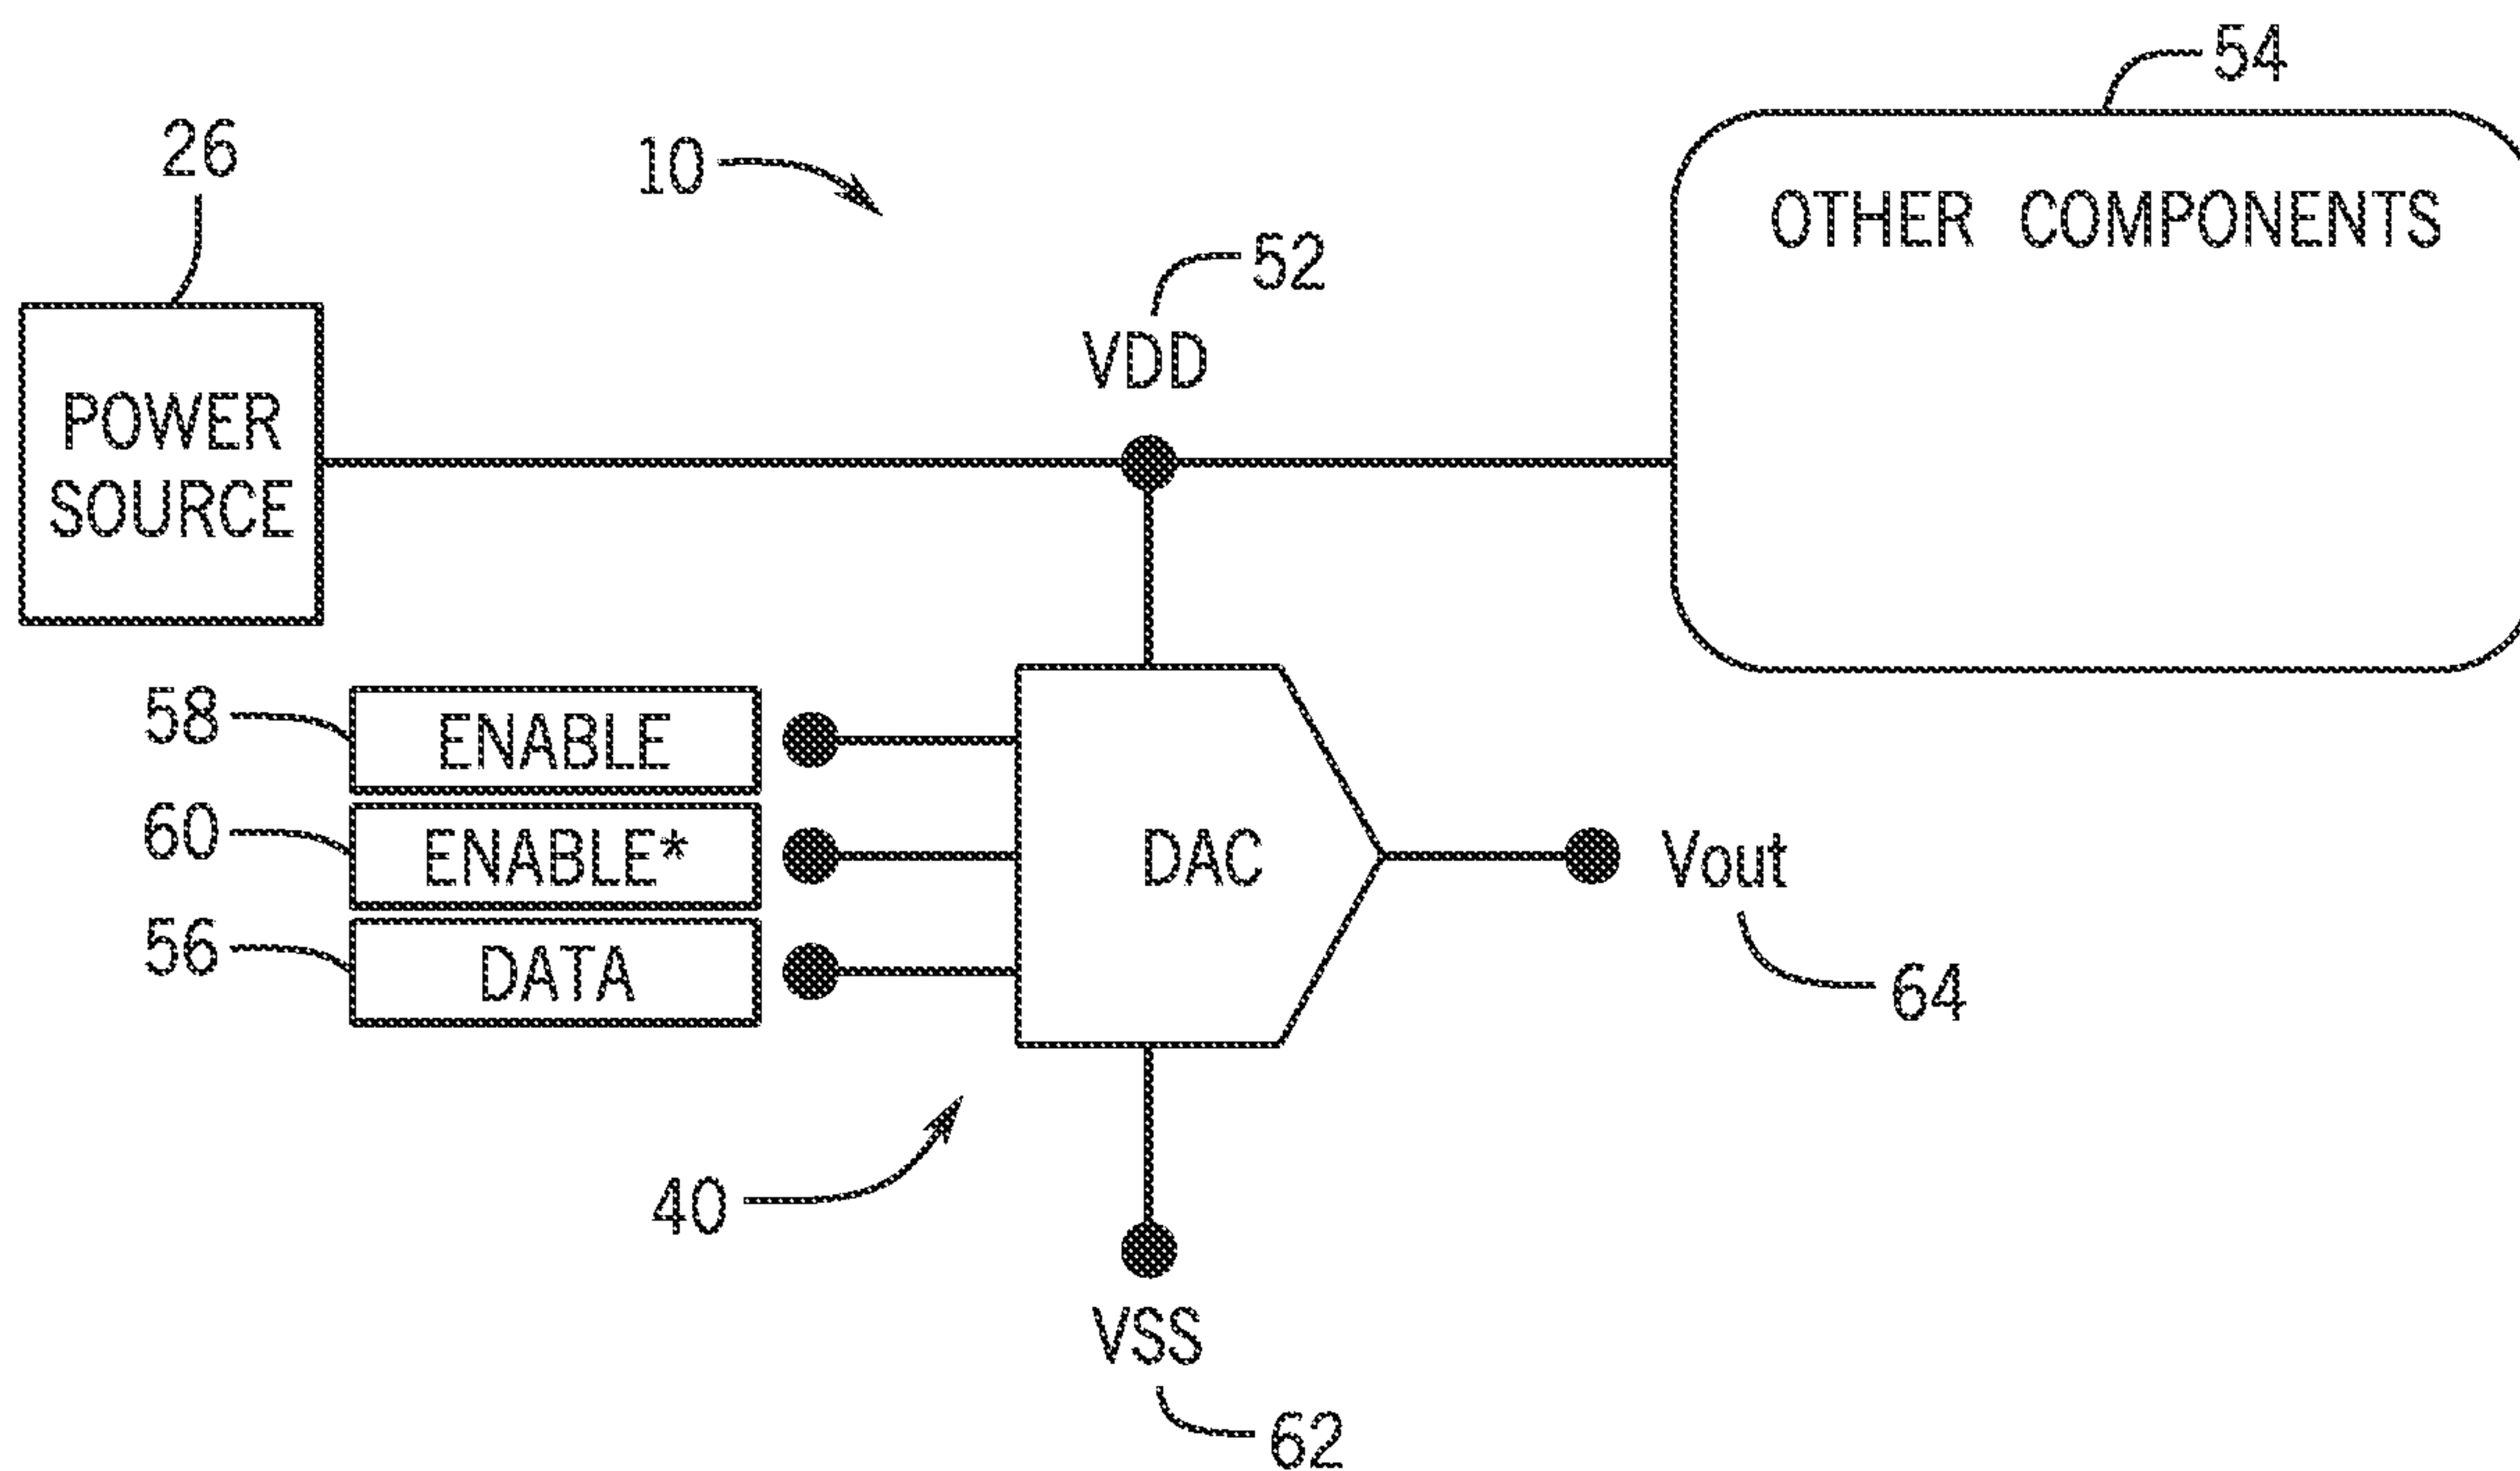 54
26
10
OTHER COMPONENTS
52
VDD
POWER
SOURCE
58
ENABLE
60
ENABLE*
DAC
Vout
56
DATA
64
40
VSS
62